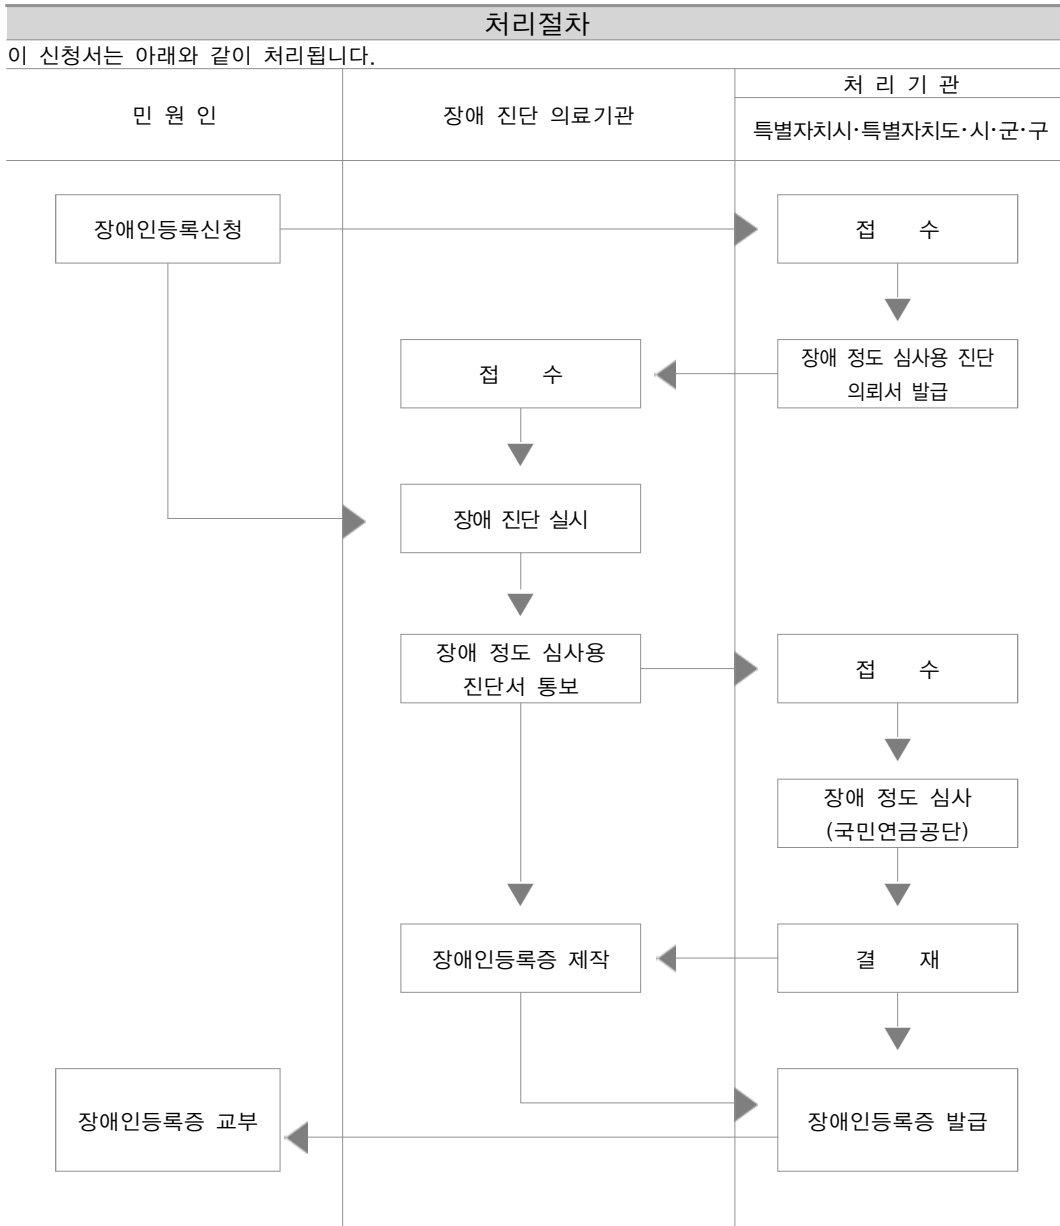 처리절차
이 신청서는 아래와 같이 처리됩니다.
민 원 인
장애 진단 의료기관
처 리 기 관
특별자치시·특별자치도·시·군·구
장애인등록신청
접 수
접 수
장애 정도 심사용 진단
의뢰서 발급
장애 진단 실시
장애 정도 심사용
진단서 통보
접 수
장애 정도 심사
(국민연금공단)
장애인등록증 제작
결 재
장애인등록증 교부
장애인등록증 발급